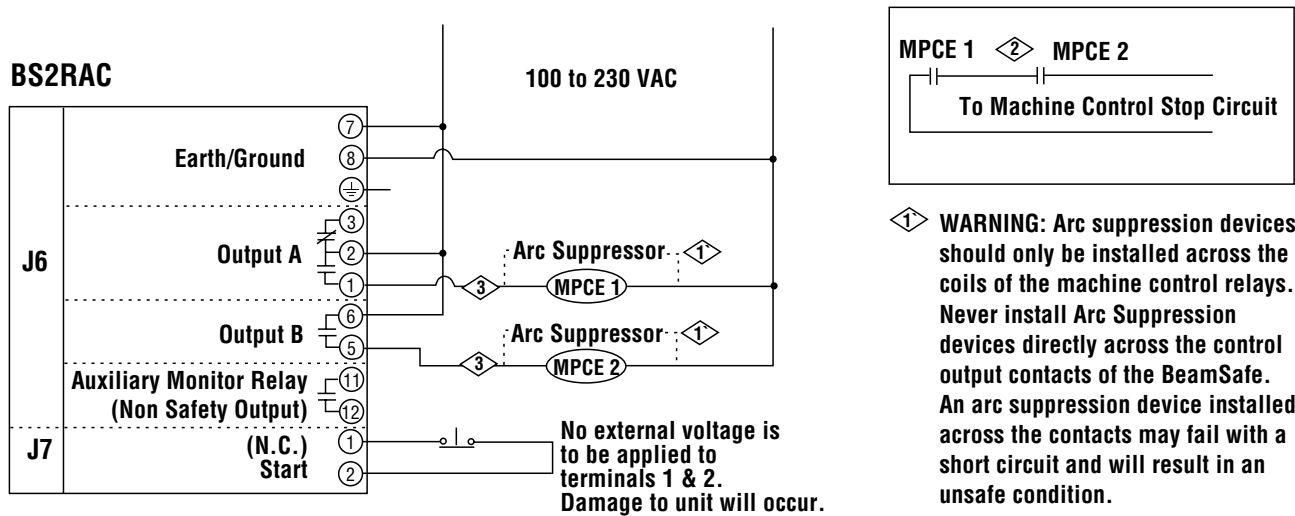 BS2RAC
100 to 230 VAC
J6
7
Earth/Ground
8
3
Output A
2
1
6
Output B
5
Auxiliary Monitor Relay
(Non Safety Output)
11
12
J7
(N.C.)
Start
1
2
Arc Suppressor
1`
3
MPCE 1
Arc Suppressor
1`
3
MPCE 2
No external voltage is
to be applied to
terminals 1 & 2.
Damage to unit will occur.
MPCE 1 2 MPCE 2
To Machine Control Stop Circuit
1` WARNING: Arc suppression devices
should only be installed across the
coils of the machine control relays.
Never install Arc Suppression
devices directly across the control
output contacts of the BeamSafe.
An arc suppression device installed
across the contacts may fail with a
short circuit and will result in an
unsafe condition.